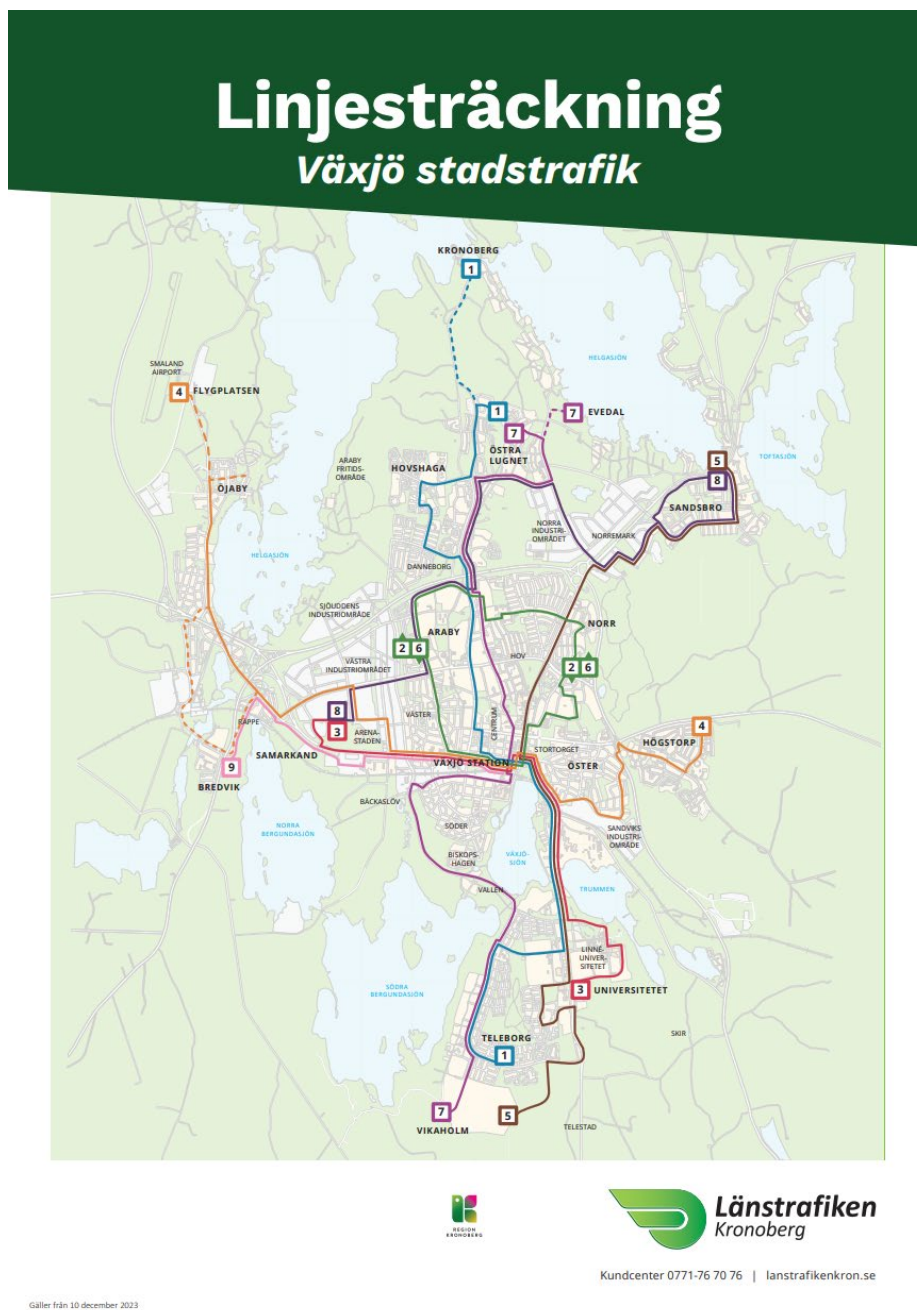 Linjesträckning
Växjö stadstrafik
KRONOBERG
1
HELGASJÖN
SMALAND
AIRPORT
4 FLYGPLATSEN
1
7 EVEDAL
7
ÖSTRA
LUGNET
ARABY
FRITIDS-
OMRÅDE
HOVSHAGA
5
8
TOFTASJÖN
ÖJABY
SANDSBRO
NORRA
INDUSTRI-
OMRÅDET
NORREMARK
HELGASJÖN
DANNEBORG
SJÖUDDENS
INDUSTRIOMRÅDE
ARABY
NORR
2 6
HOV
2 6
VÄSTRA
INDUSTRIOMRÅDET
8
3
VÄSTER
CENTRUM
RÄPPE
ARENA-
STADEN
4
HÖGSTORP
SAMARKAND
STORTORGET
VÄXJÖ STATION
ÖSTER
9
BREDVIK
BÄCKASLÖV
NORRA
BERGUNDASJÖN
SÖDER
SANDVIKS
INDUSTRI-
OMRÅDE
BISKOPS-
HAGEN
VÄXJÖ-
SJÖN
VALLEN
TRUMMEN
LINNÉ-
UNIVER-
SITETET
SÖDRA
BERGUNDASJÖN
3 UNIVERSITETET
SKIR
TELEBORG
1
7
VIKAHOLM
5
TELESTAD
REGION
KRONOBERG
Länstrafiken
Kronoberg
Kundcenter 0771-76 70 76 | lanstrafikenkron.se
Gäller från 10 december 2023